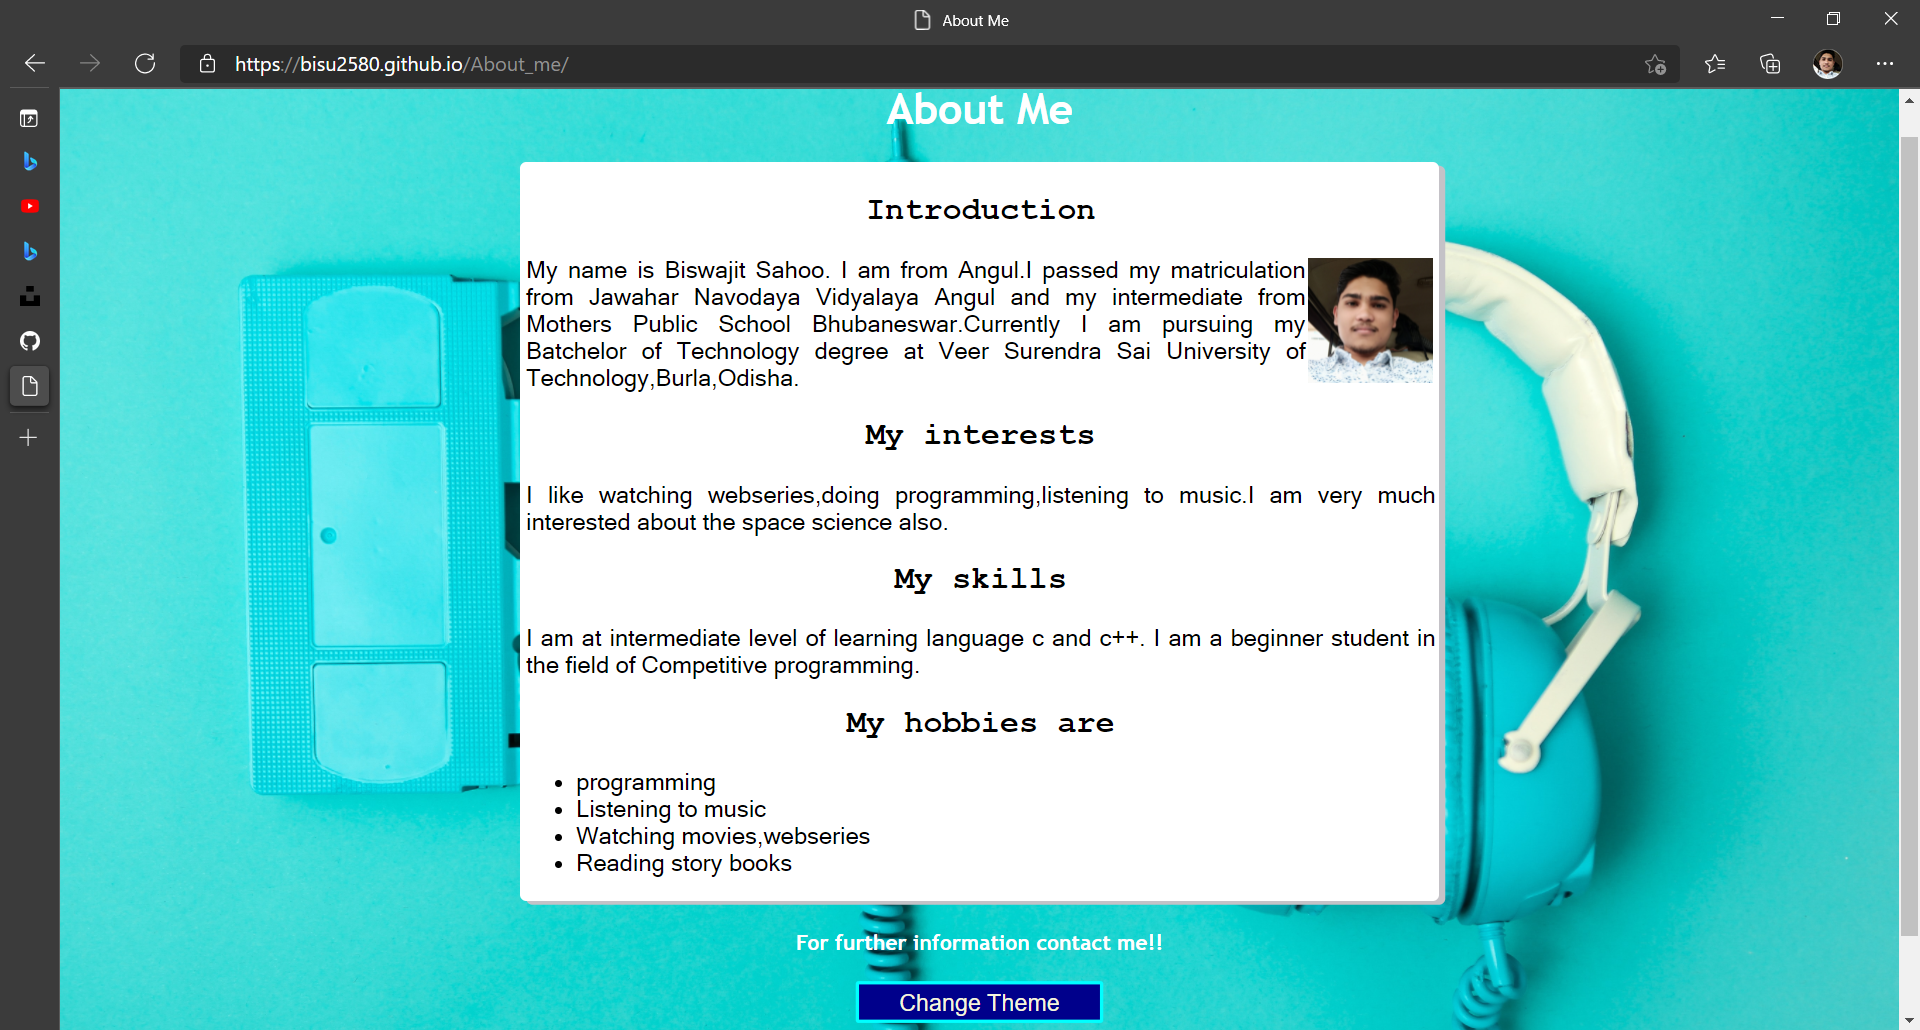 About Me
https://bisu2580.github.io/About_me/
About Me
Introduction
My name is Biswajit Sahoo. I am from Angul.I passed my matriculation
from Jawahar Navodaya Vidyalaya Angul and my intermediate from
Mothers Public School Bhubaneswar.Currently I am pursuing my
Batchelor of Technology degree at Veer Surendra Sai University of
Technology,Burla,Odisha.
My interests
I like watching webseries,doing programming,listening to music.I am very much
interested about the space science also.
My skills
I am at intermediate level of learning language c and c++. I am a beginner student in
the field of Competitive programming.
My hobbies are
• programming
• Listening to music
• Watching movies,webseries
• Reading story books
For further information contact me!!
Change Theme